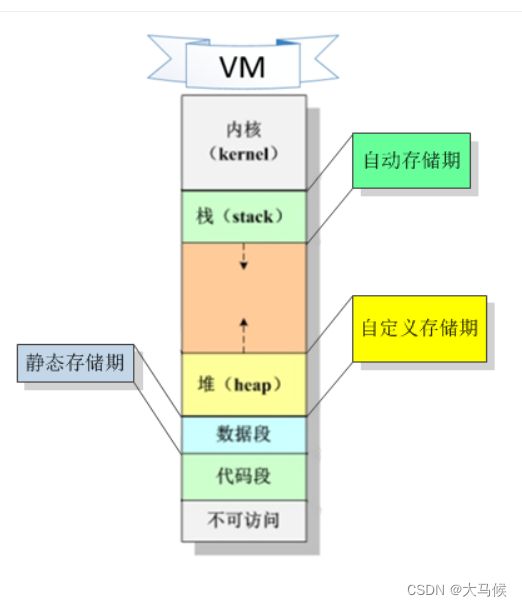 VM
内核
（kernel）
自动存储期
栈（stack）
自定义存储期
静态存储期
堆（heap）
数据段
代码段
不可访问
CSDN @大马候